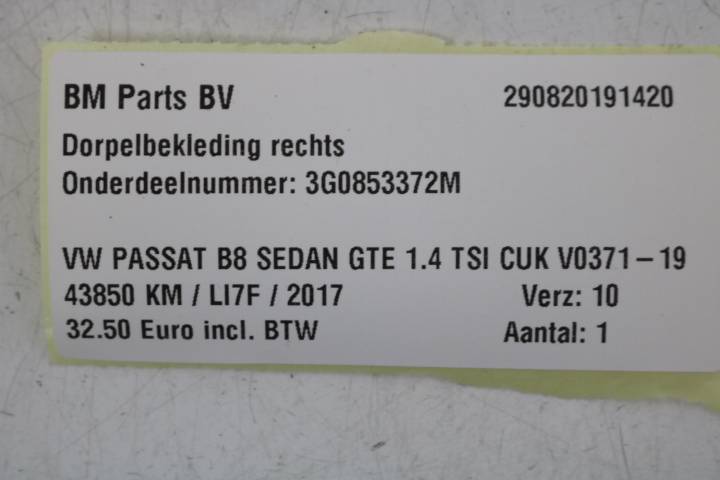 BM Parts BV 290820191420
Dorpelbekleding rechts
Onderdeelnummer: 3G0853372M
VW PASSAT B8 SEDAN GTE 1.4 TSI CUK V0371-19
43850 KM / LI7F / 2017 Verz: 10
32.50 Euro incl. BTW Aantal: 1